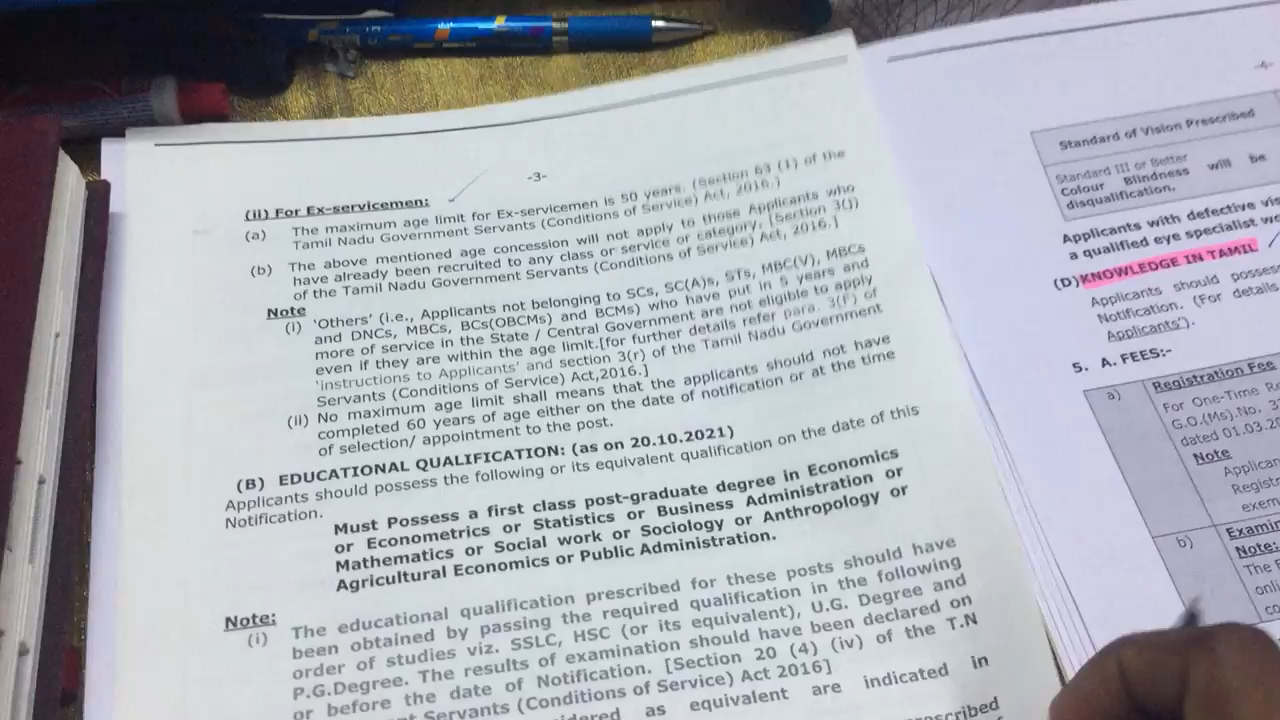 -3-
(ii) For Ex-servicemen:
(a) The maximum age limit for Ex-servicemen is 50 years. (Section 63 (1) of the
Tamil Nadu Government Servants (Conditions of Service) Act, 2016.)
(b) The above mentioned age concession will not apply to those Applicants who
have already been recruited to any class or service or category. [Section 3(j)
of the Tamil Nadu Government Servants (Conditions of Service) Act, 2016.]
Note
(i) 'Others' (i.e., Applicants not belonging to SCs, SC(A)s, STs, MBC(V), MBCs
and DNCs, MBCs, BCs(OBCMs) and BCMs) who have put in 5 years and
more of service in the State / Central Government are not eligible to apply
even if they are within the age limit.[for further details refer para. 3(F) of
'instructions to Applicants' and section 3(r) of the Tamil Nadu Government
Servants (Conditions of Service) Act,2016.]
(ii) No maximum age limit shall means that the applicants should not have
completed 60 years of age either on the date of notification or at the time
of selection/ appointment to the post.
(B) EDUCATIONAL QUALIFICATION: (as on 20.10.2021)
Applicants should possess the following or its equivalent qualification on the date of this
Notification.
Must Possess a first class post-graduate degree in Economics
or Econometrics or Statistics or Business Administration or
Mathematics or Social work or Sociology or Anthropology or
Agricultural Economics or Public Administration.
Note:
(i) The educational qualification prescribed for these posts should have
been obtained by passing the required qualification in the following
order of studies viz. SSLC, HSC (or its equivalent), U.G. Degree and
P.G.Degree. The results of examination should have been declared on
or before the date of Notification. [Section 20 (4) (iv) of the T.N
Servants (Conditions of Service) Act 2016]
as equivalent are indicated in
-4-
Standard of Vision Prescribed
Standard III or Better
Colour Blindness will be
disqualification.
Applicants with defective
a qualified eye specialist
(D) KNOWLEDGE IN TAMIL
Applicants should
Notification. (For details
Applicants').
5. A. FEES:-
a) Registration Fee
For One-Time
G.O.(Ms).No.
dated 01.03.
Note
b)
Note:
The